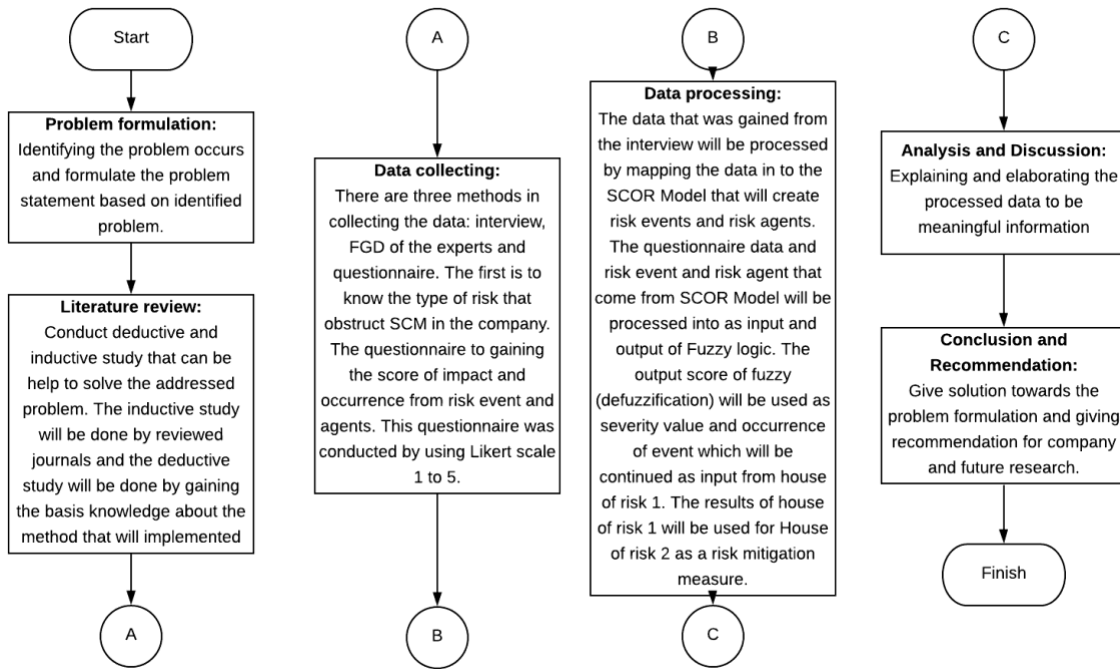 Start
Problem formulation:
Identifying the problem occurs
and formulate the problem
statement based on identified
problem.
Literature review:
Conduct deductive and
inductive study that can be
help to solve the addressed
problem. The inductive study
will be done by reviewed
journals and the deductive
study will be done by gaining
the basis knowledge about the
method that will implemented
A
A
Data collecting:
There are three methods in
collecting the data: interview,
FGD of the experts and
questionnaire. The first is to
know the type of risk that
obstruct SCM in the company.
The questionnaire to gaining
the score of impact and
occurrence from risk event and
agents. This questionnaire was
conducted by using Likert scale
1 to 5.
B
B
Data processing:
The data that was gained from
the interview will be processed
by mapping the data in to the
SCOR Model that will create
risk events and risk agents.
The questionnaire data and
risk event and risk agent that
come from SCOR Model will be
processed into as input and
output of Fuzzy logic. The
output score of fuzzy
(defuzzification) will be used as
severity value and occurrence
of event which will be
continued as input from house
of risk 1. The results of house
of risk 1 will be used for House
of risk 2 as a risk mitigation
measure.
C
C
Analysis and Discussion:
Explaining and elaborating the
processed data to be
meaningful information
Conclusion and
Recommendation:
Give solution towards the
problem formulation and giving
recommendation for company
and future research.
Finish